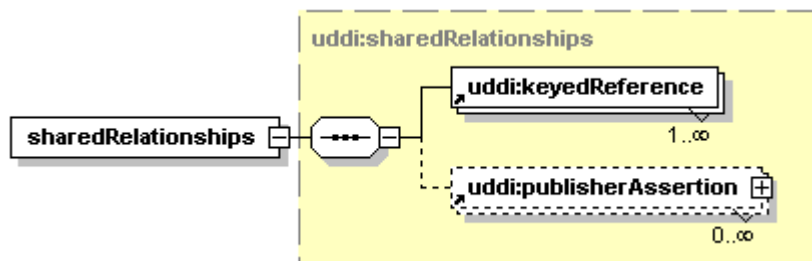 uddi:sharedRelationships
uddi:keyedReference
1..∞
sharedRelationships
uddi:publisherAssertion
0..∞